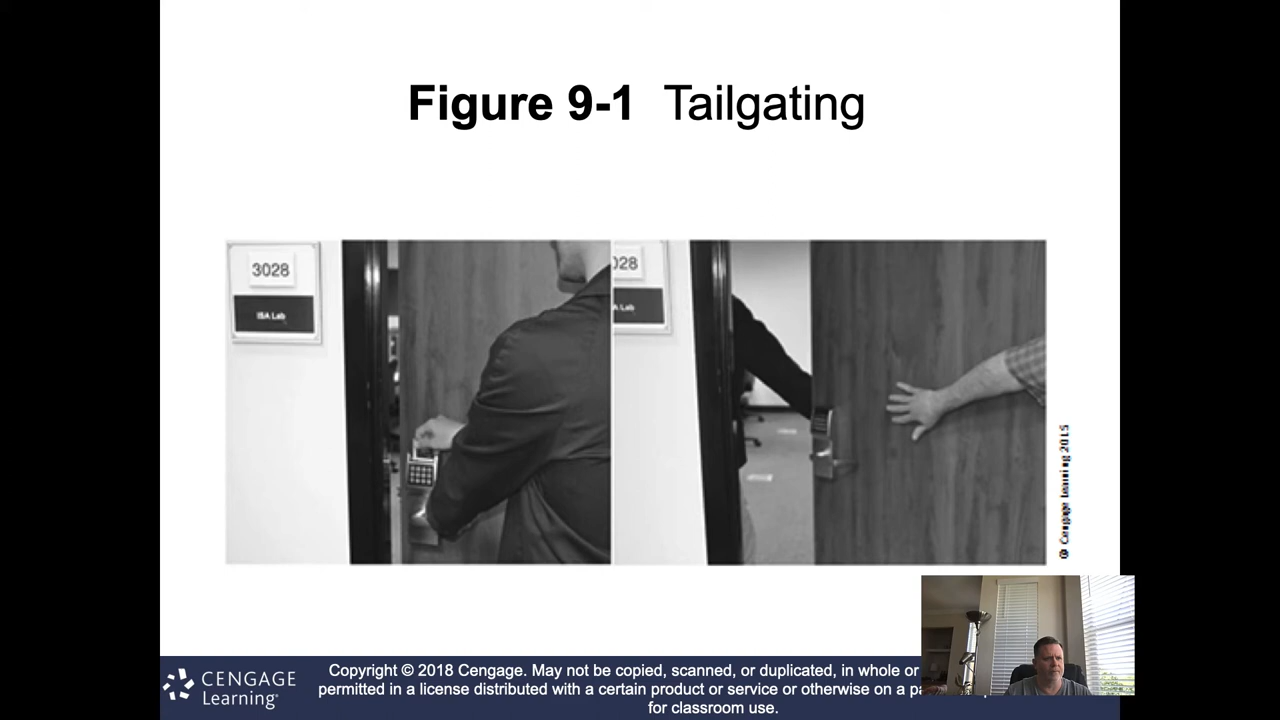 Figure 9-1 Tailgating
3028
ISA Lab
028
A Lab
© Cengage Learning 2015
CENGAGE
Learning®
Copyright © 2018 Cengage. May not be copied, scanned, or duplicated, in whole or
permitted in a license distributed with a certain product or service or otherwise on a
for classroom use.